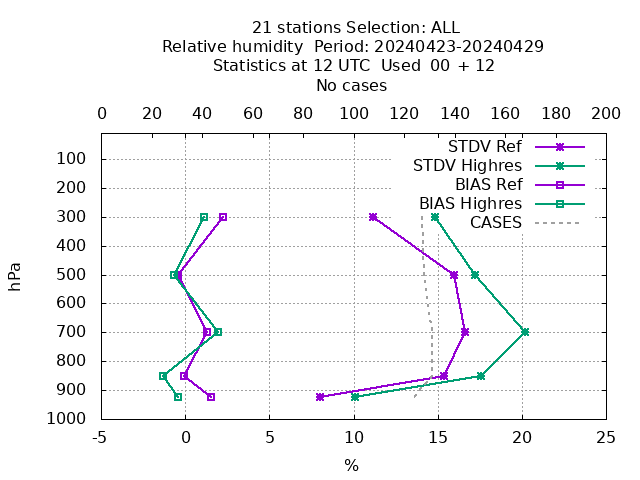 21 stations Selection: ALL
Relative humidity  Period: 20240423-20240429
Statistics at 12 UTC  Used  00 + 12
No cases
0 20 40 60 80 100 120 140 160 180 200
STDV Ref
STDV Highres
BIAS Ref
BIAS Highres
CASES
hPa
100
200
300
400
500
600
700
800
900
1000
-5 0 5 10 15 20 25
%